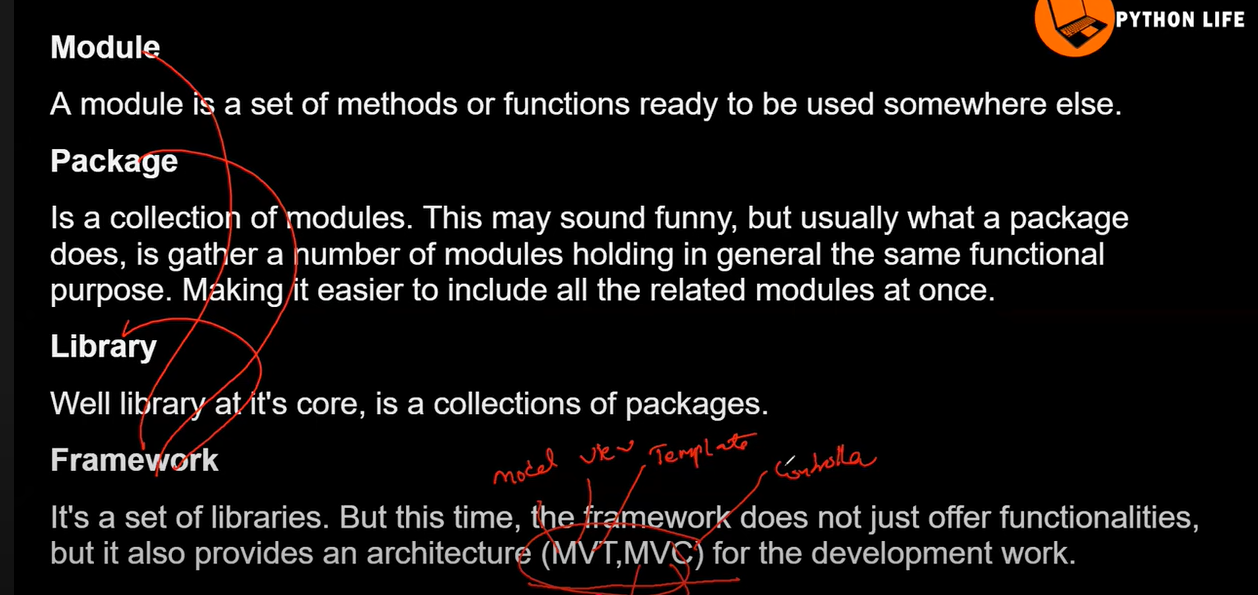 PYTHON LIFE
Module
A module is a set of methods or functions ready to be used somewhere else.
Package
Is a collection of modules. This may sound funny, but usually what a package
does, is gather a number of modules holding in general the same functional
purpose. Making it easier to include all the related modules at once.
Library
Well library at it's core, is a collections of packages.
model view Template Controlla
Framework
It's a set of libraries. But this time, the framework does not just offer functionalities,
but it also provides an architecture (MVT,MVC) for the development work.